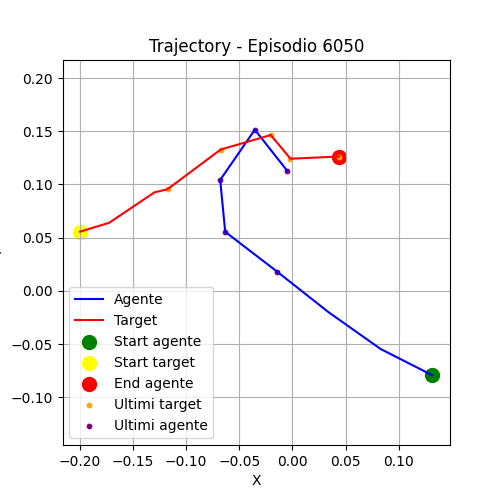 Trajectory - Episodio 6050
0.20
0.15
0.10
0.05
0.00
−0.05
−0.10
Agente
Target
Start agente
Start target
End agente
Ultimi target
Ultimi agente
−0.20 −0.15 −0.10 −0.05 0.00 0.05 0.10
X